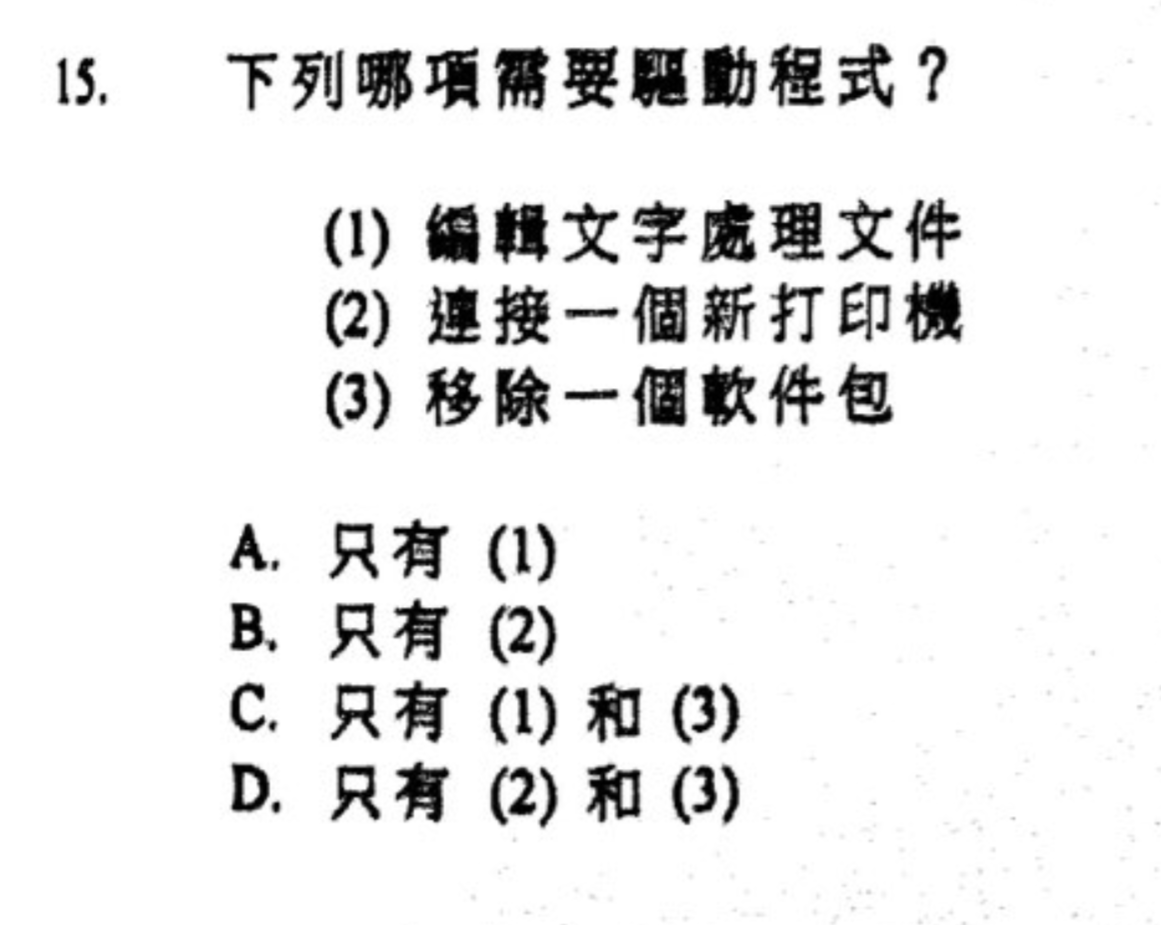 15. 下列哪項需要驅動程式？
(1) 編輯文字處理文件
(2) 連接一個新打印機
(3) 移除一個軟件包
A. 只有 (1)
B. 只有 (2)
C. 只有 (1) 和 (3)
D. 只有 (2) 和 (3)